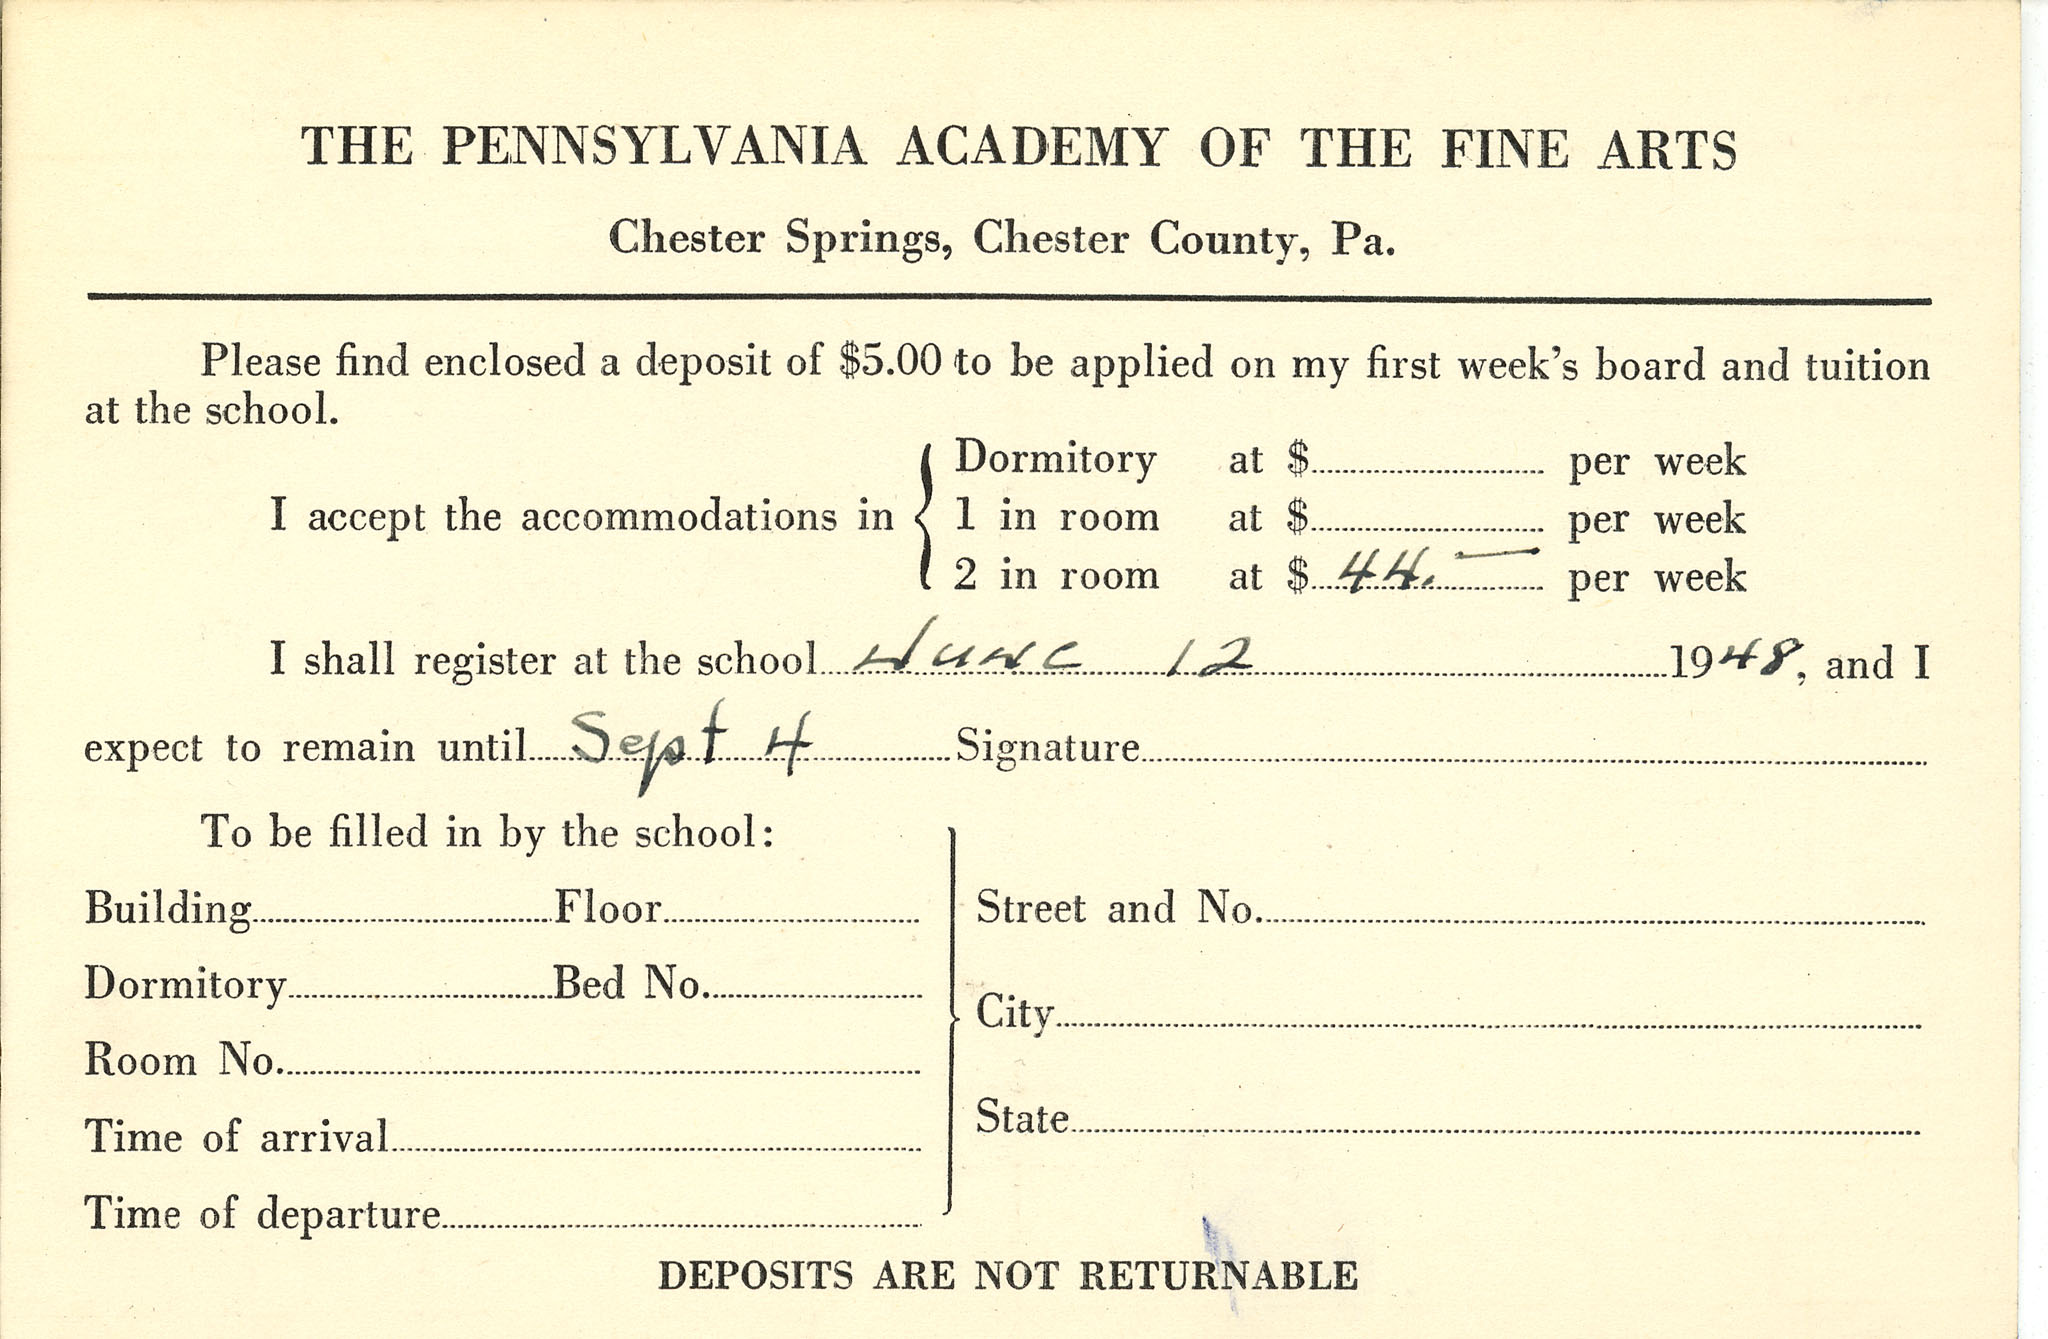 THE PENNSYLVANIA ACADEMY OF THE FINE ARTS
Chester Springs, Chester County, Pa.
Please find enclosed a deposit of $5.00 to be applied on my first week's board and tuition
at the school.
I accept the accommodations in
Dormitory at $ per week
1 in room at $ per week
2 in room at $ 44.— per week
I shall register at the school June 12 1948, and I
expect to remain until Sept 4 Signature
To be filled in by the school:
Building Floor
Dormitory Bed No.
Room No.
Time of arrival
Time of departure
Street and No.
City
State
DEPOSITS ARE NOT RETURNABLE